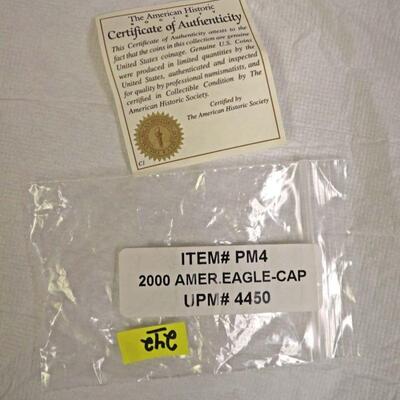 The American Historic
SOCIETY
Certificate of Authenticity
This Certificate of Authenticity attests to the
fact that the coins in this collection are genuine
United States coinage. Genuine U.S. Coins
were produced in limited quantities by the
United States, authenticated and inspected
for quality by professional numismatists, and
certified in Collectible Condition by The
American Historic Society.
Certified by
The American Historic Society
C1
ITEM# PM4
2000 AMER.EAGLE-CAP
UPM# 4450
242